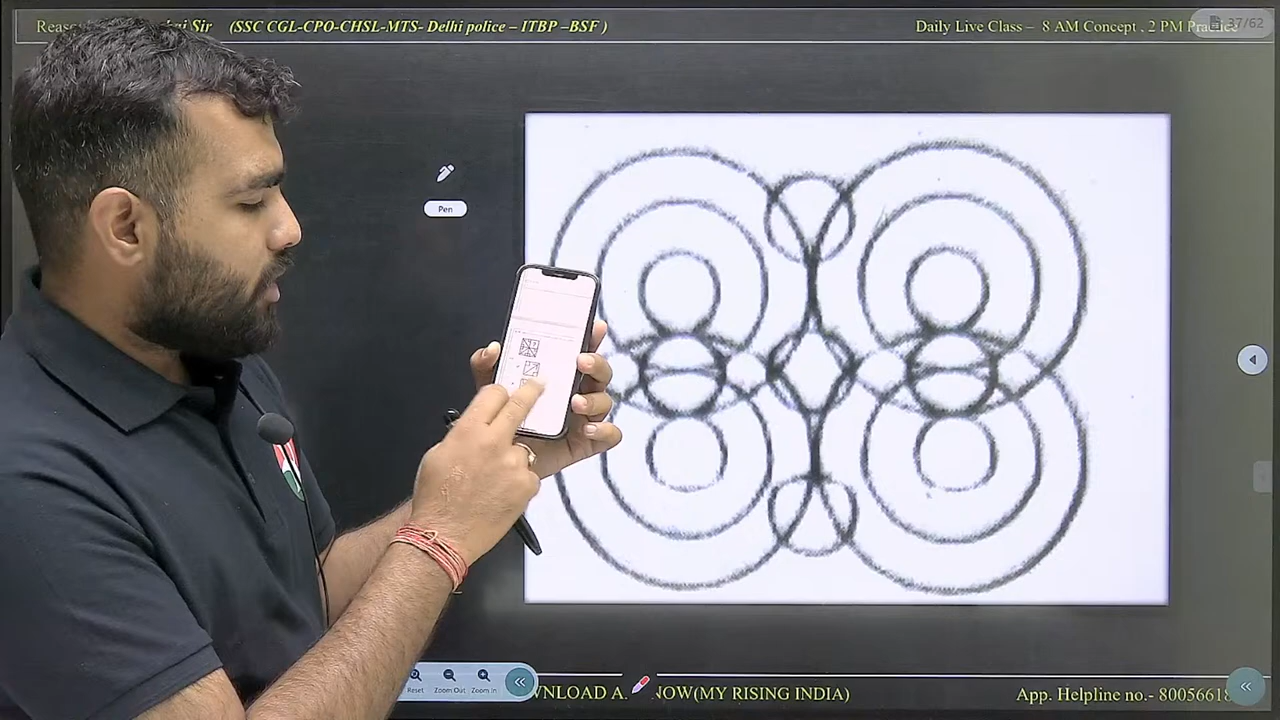 (SSC CGL-CPO-CHSL-MTS- Delhi police – ITBP –BSF )
Daily Live Class – 8 AM Concept , 2 PM Practice
37/62
Pen
Reset Zoom Out Zoom In
NOW(MY RISING INDIA)
App. Helpline no.-